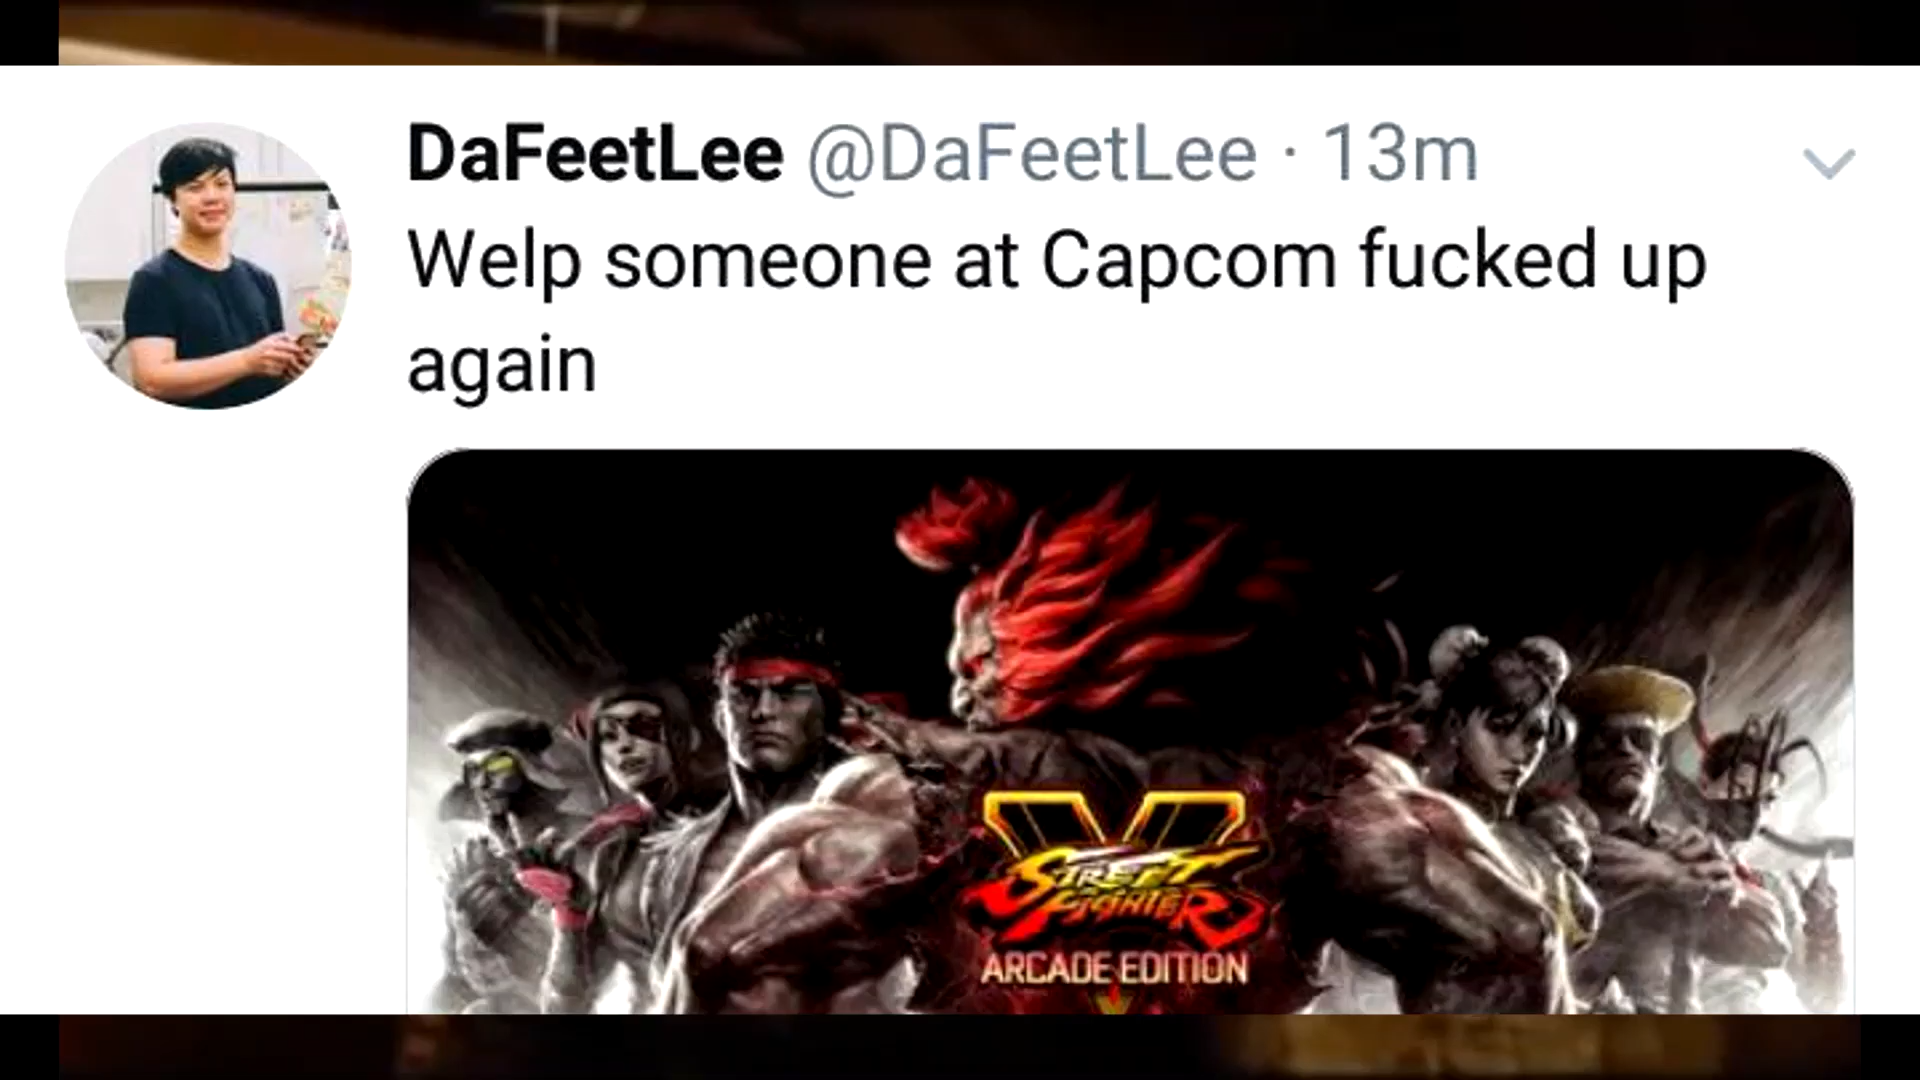 DaFeetLee @DaFeetLee · 13m
Welp someone at Capcom fucked up
again
V
STREET
FIGHTER
ARCADE EDITION